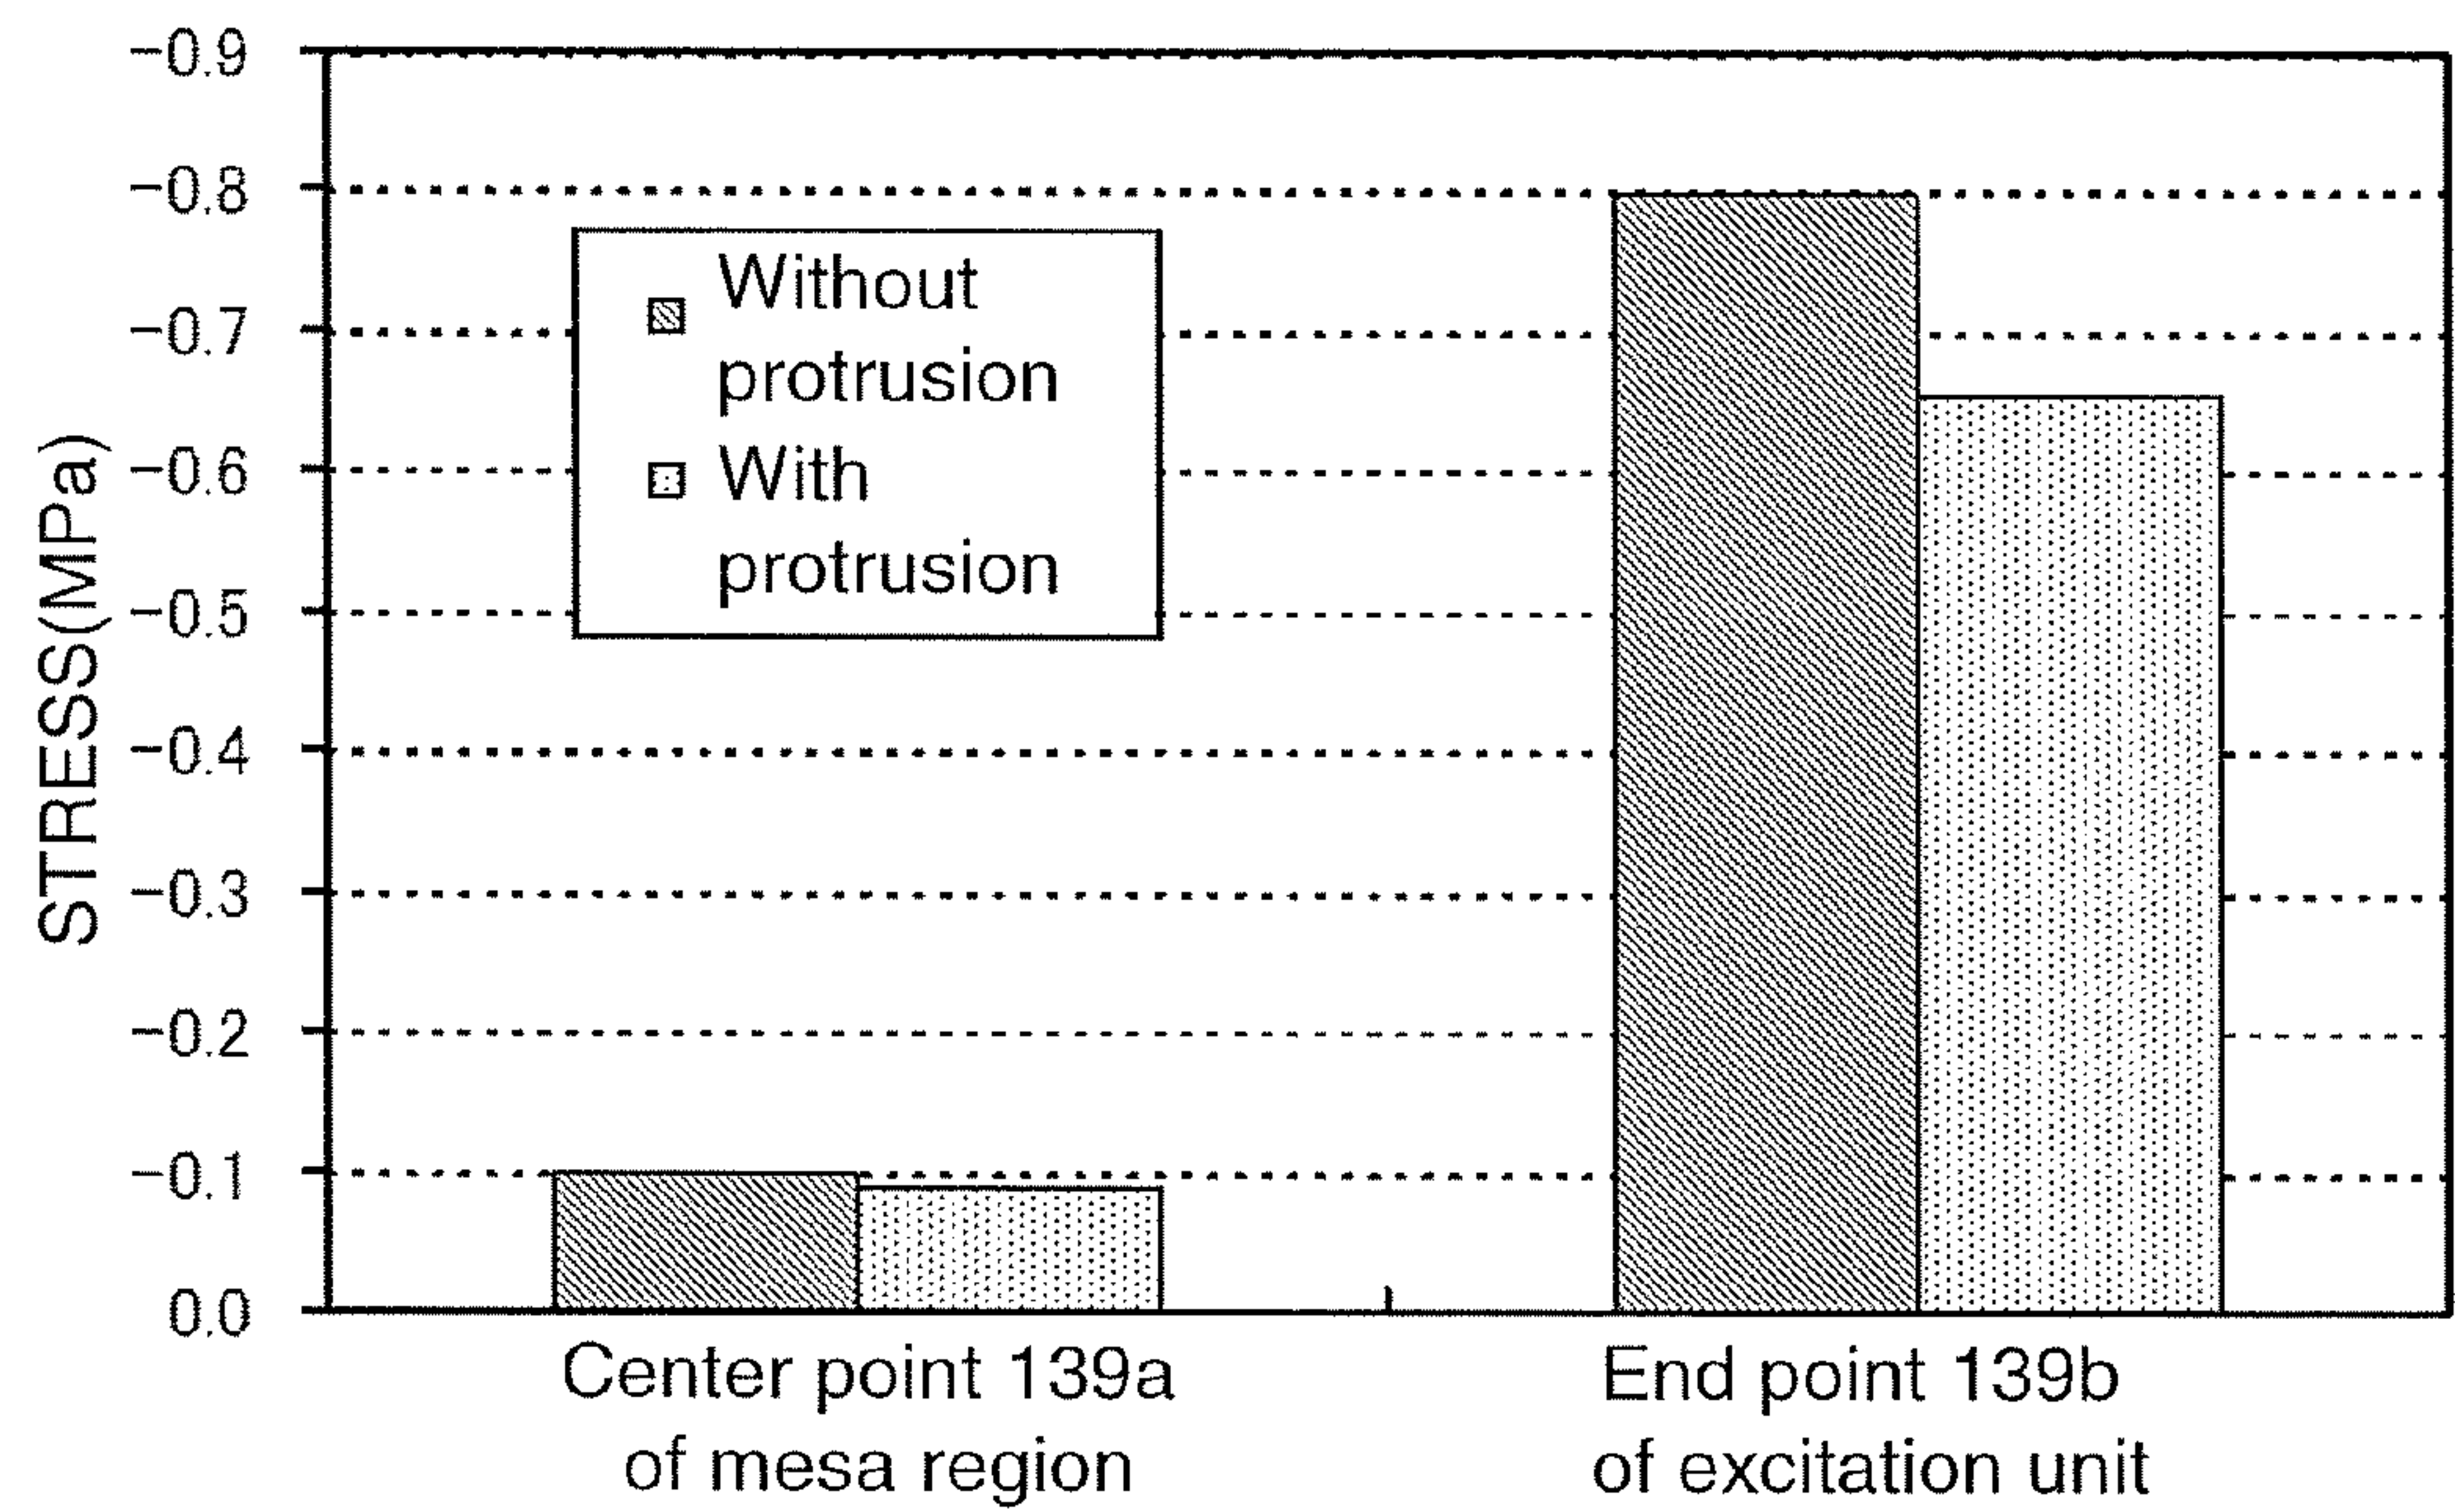 STRESS(MPa)
−0.9
−0.8
−0.7
−0.6
−0.5
−0.4
−0.3
−0.2
−0.1
0.0
Without
protrusion
With
protrusion
Center point 139a
of mesa region
End point 139b
of excitation unit